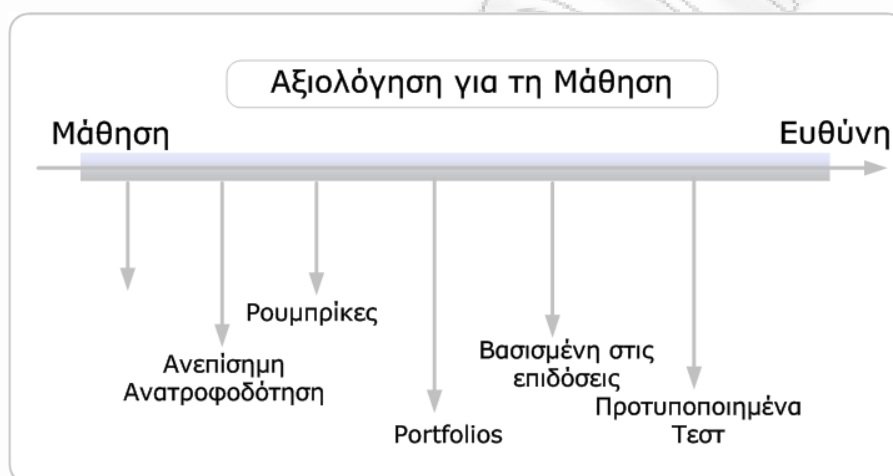 Αξιολόγηση για τη Μάθηση
Μάθηση
Ευθύνη
Ρουμπρίκες
Ανεπίσημη
Ανατροφοδότηση
Βασισμένη στις
επιδόσεις
Portfolios
Προτυποποιημένα
Τεστ